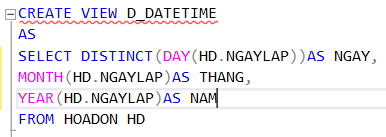 CREATE VIEW D_DATETIME
AS
SELECT DISTINCT(DAY(HD.NGAYLAP))AS NGAY,
MONTH(HD.NGAYLAP)AS THANG,
YEAR(HD.NGAYLAP)AS NAM
FROM HOADON HD